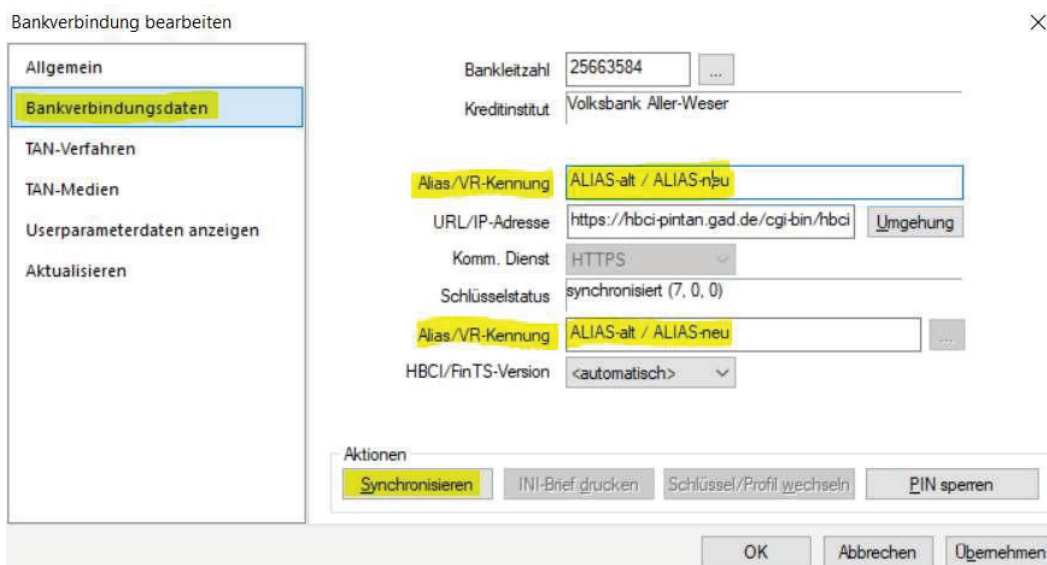 Bankverbindung bearbeiten
Allgemein
Bankverbindungsdaten
TAN-Verfahren
TAN-Medien
Userparameterdaten anzeigen
Aktualisieren
Bankleitzahl 25663584 ...
Kreditinstitut Volksbank Aller-Weser
Alias/VR-Kennung ALIAS-alt / ALIAS-neu
URL/IP-Adresse https://hbci-pintan.gad.de/cgi-bin/hbci Umgehung
Komm. Dienst HTTPS
Schlüsselstatus synchronisiert (7, 0, 0)
Alias/VR-Kennung ALIAS-alt / ALIAS-neu ...
HBCI/FinTS-Version <automatisch>
Aktionen
Synchronisieren INI-Brief drucken Schlüssel/Profil wechseln PIN sperren
OK Abbrechen Übernehmen